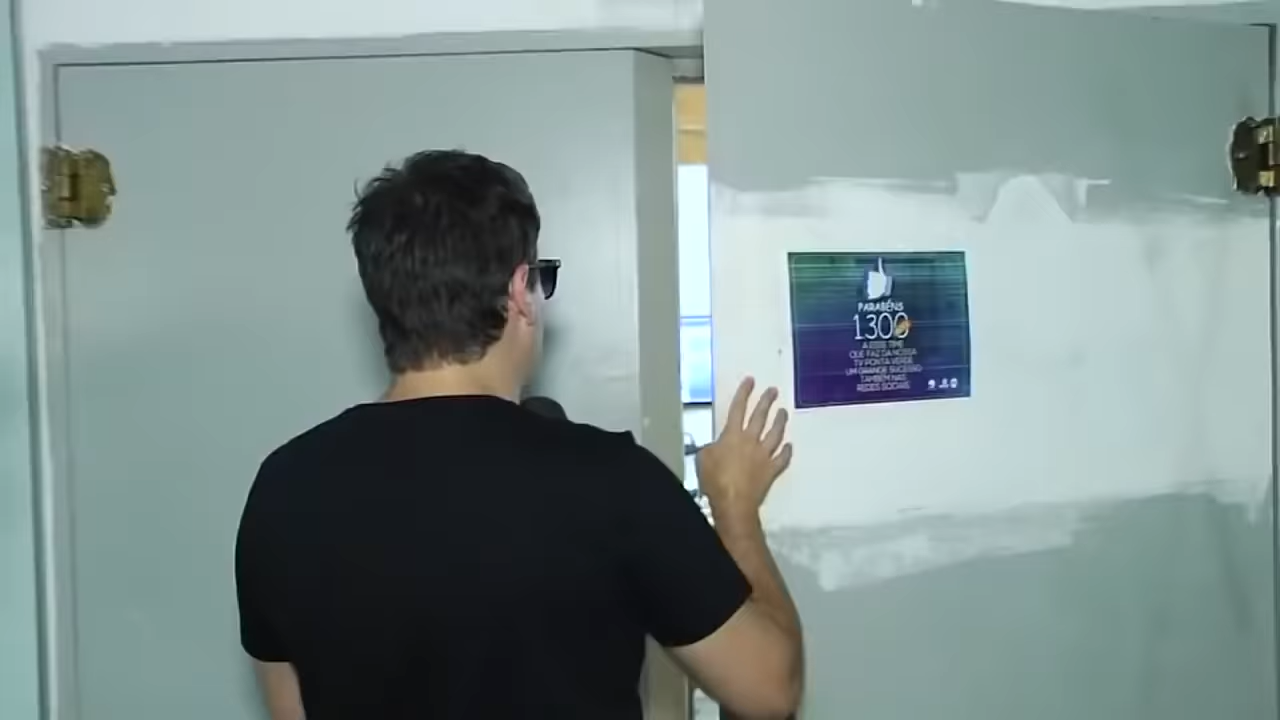 PARABÉNS
1300
A ESSE TIME
QUE FAZ DA NOSSA
TV PONTA VERDE
UM GRANDE SUCESSO
TAMBÉM NAS
REDES SOCIAIS